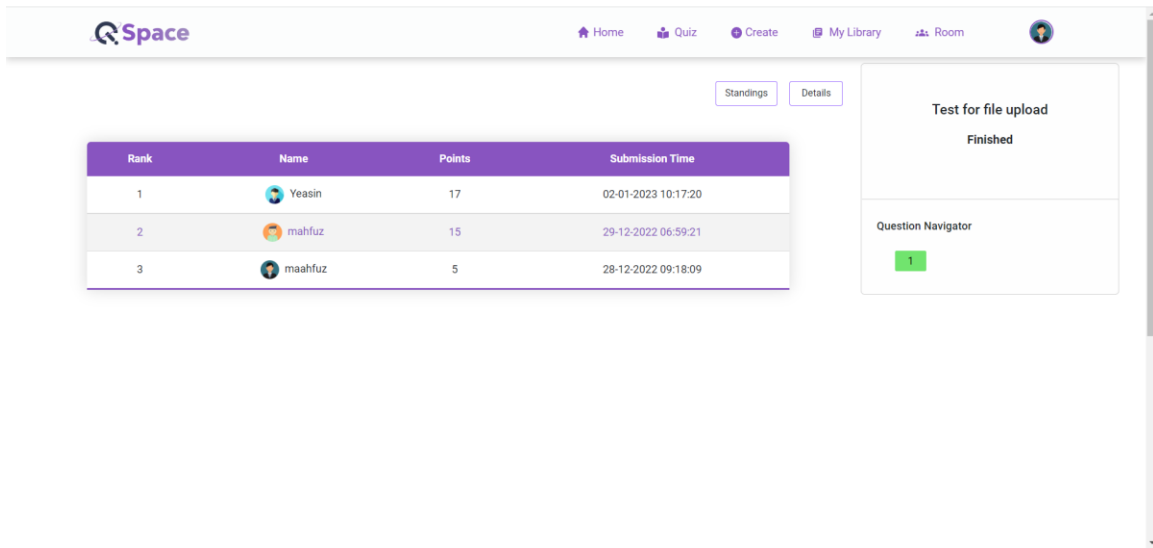 QSpace
Home Quiz Create My Library Room
Standings Details
Test for file upload
Finished
Rank Name Points Submission Time
1 Yeasin 17 02-01-2023 10:17:20
2 mahfuz 15 29-12-2022 06:59:21
3 maahfuz 5 28-12-2022 09:18:09
Question Navigator
1